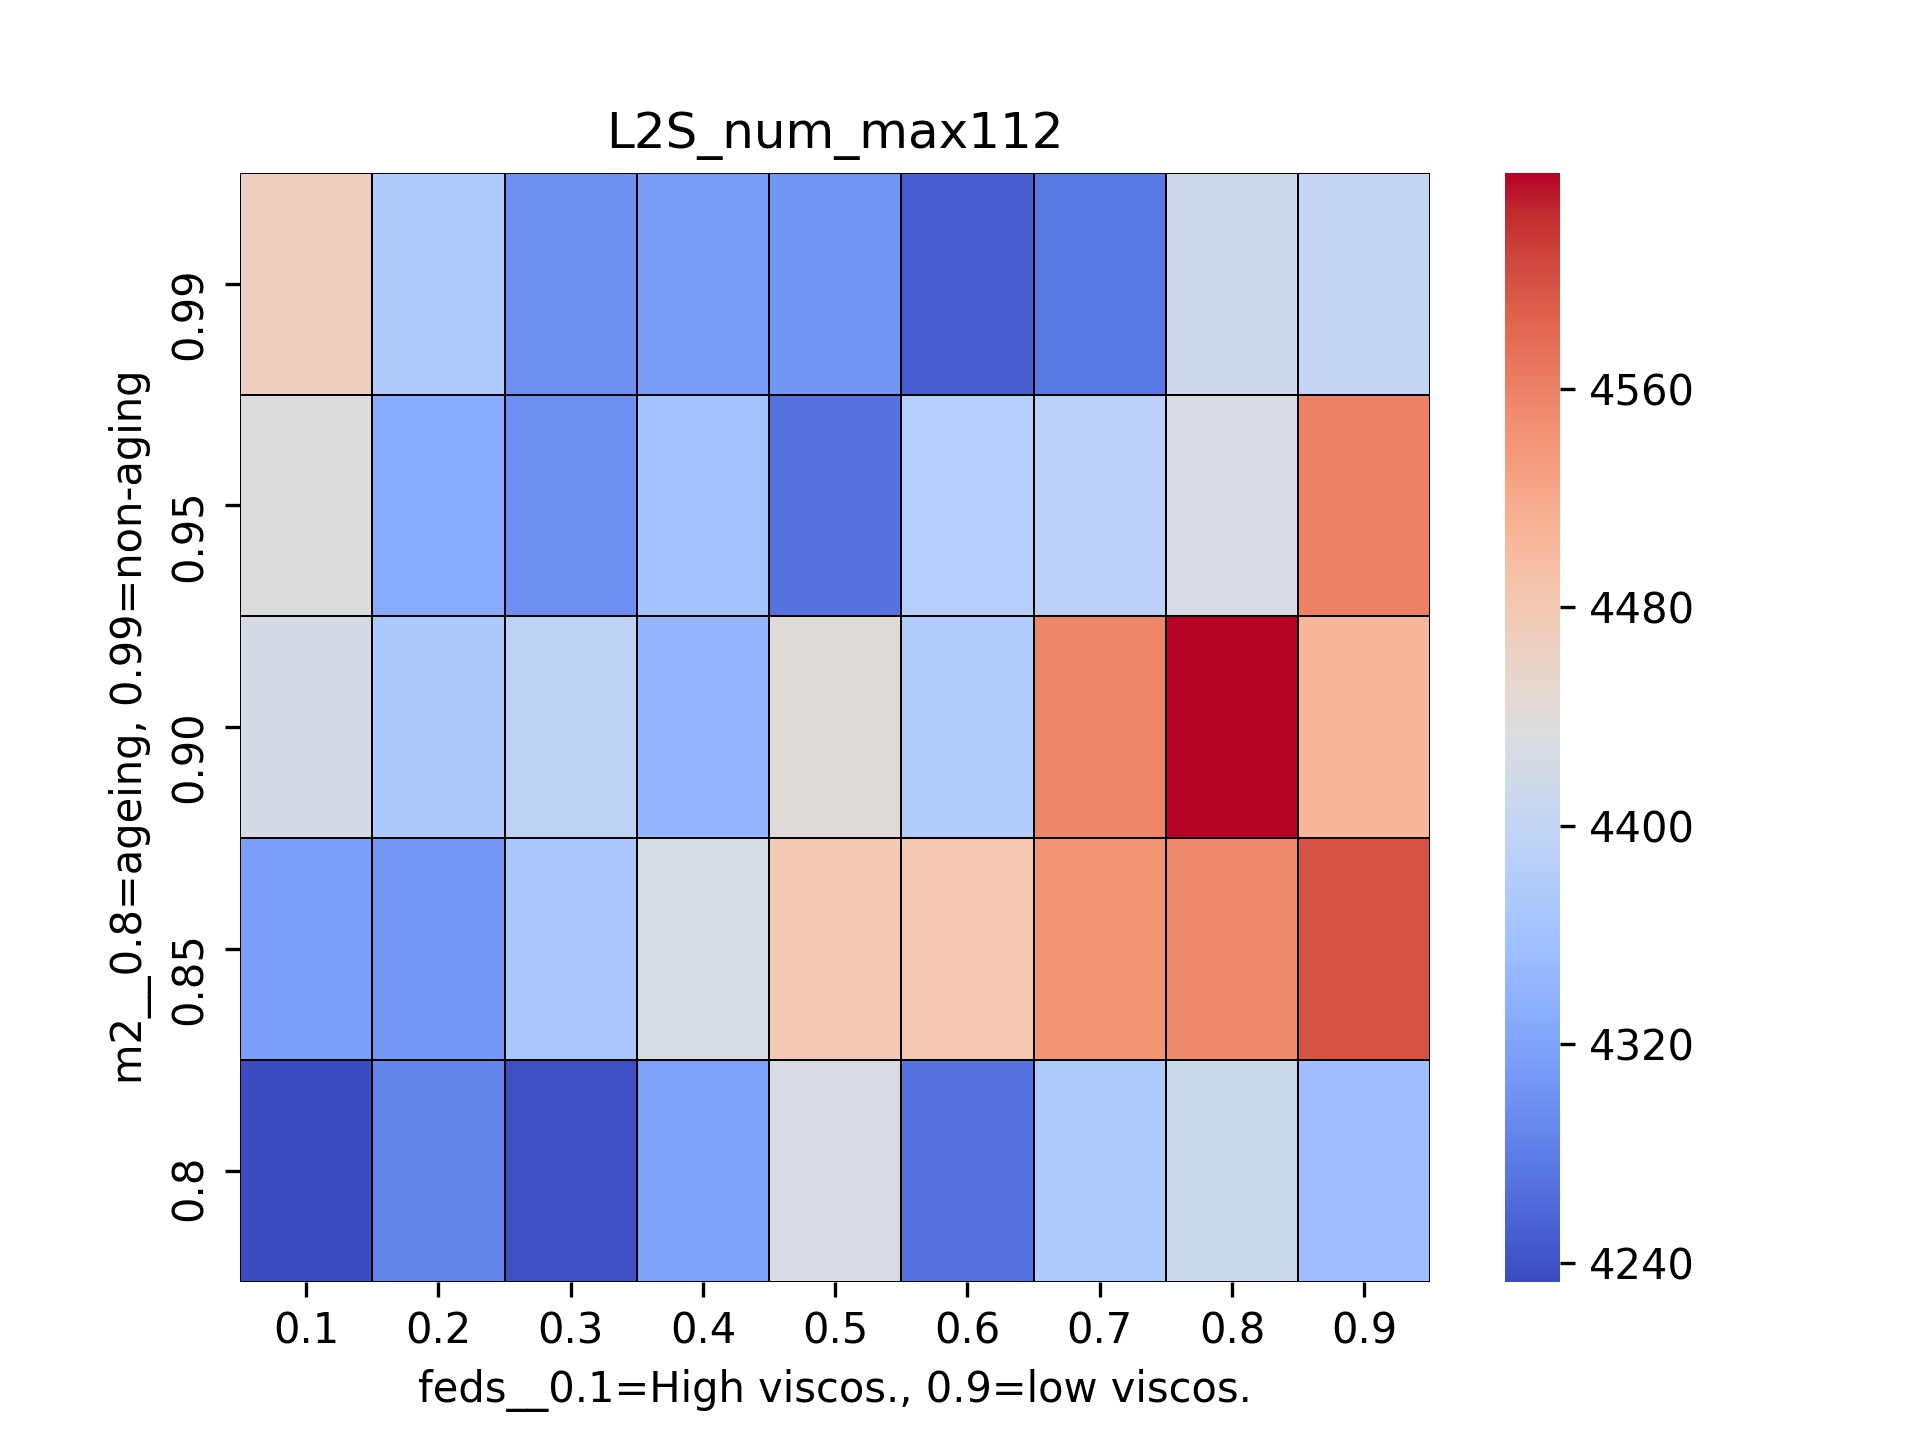 L2S_num_max112
m2__0.8=ageing, 0.99=non-aging
0.99
0.95
0.90
0.85
0.8
0.1 0.2 0.3 0.4 0.5 0.6 0.7 0.8 0.9
feds__0.1=High viscos., 0.9=low viscos.
4560
4480
4400
4320
4240